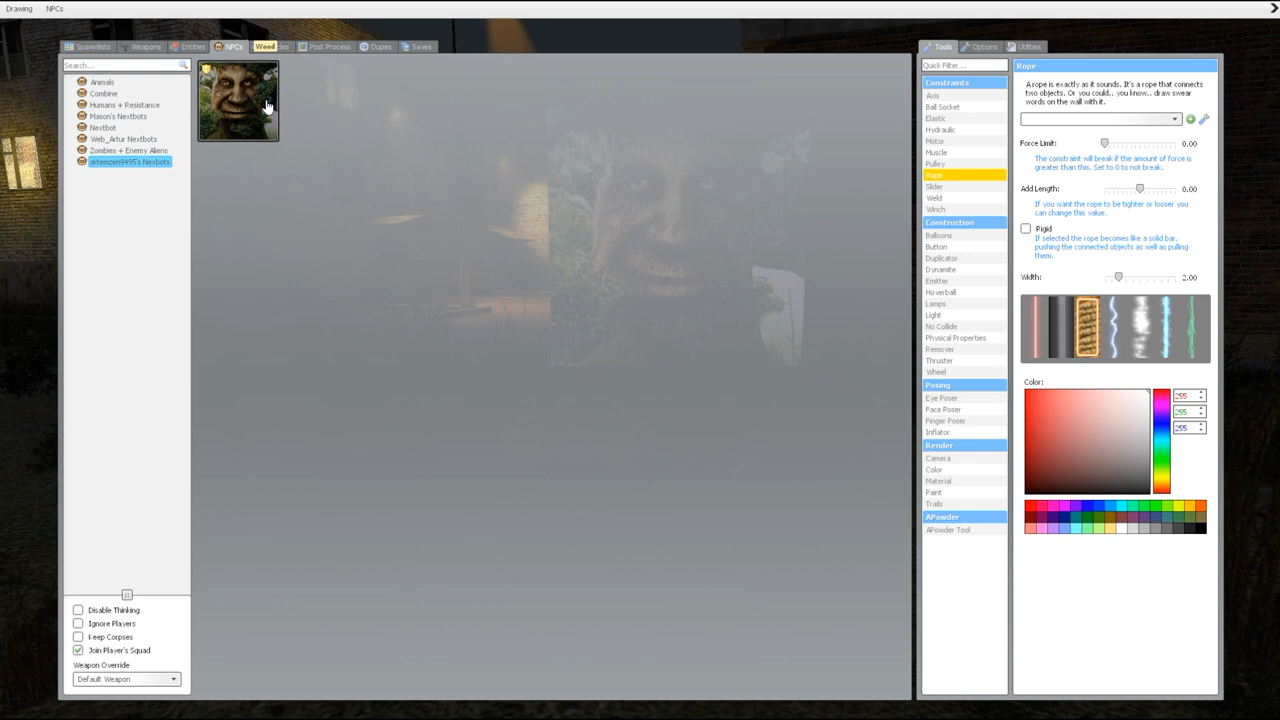 Drawing NPCs
Spawnlists Weapons Entities NPCs Wood les Post Process Dupes Saves
Search...
Animals
Combine
Humans + Resistance
Mason's Nextbots
Nextbot
Web_Artur Nextbots
Zombies + Enemy Aliens
artemzen9495's Nexbots
Disable Thinking
Ignore Players
Keep Corpses
Join Player's Squad
Weapon Override
Default Weapon
Tools Options Utilities
Quick Filter...
Constraints
Axis
Ball Socket
Elastic
Hydraulic
Motor
Muscle
Pulley
Rope
Slider
Weld
Winch
Construction
Balloons
Button
Duplicator
Dynamite
Emitter
Hoverball
Lamps
Light
No Collide
Physical Properties
Remover
Thruster
Wheel
Posing
Eye Poser
Face Poser
Finger Poser
Inflator
Render
Camera
Color
Material
Paint
Trails
APowder
APowder Tool
Rope
A rope is exactly as it sounds. It's a rope that connects
two objects. Or you could.. you know.. draw swear
words on the wall with it.
Force Limit: 0.00
The constraint will break if the amount of force is
greater than this. Set to 0 to not break.
Add Length: 0.00
If you want the rope to be tighter or looser you
can change this value.
Rigid
If selected the rope becomes like a solid bar,
pushing the connected objects as well as pulling
them.
Width: 2.00
Color:
255
255
255